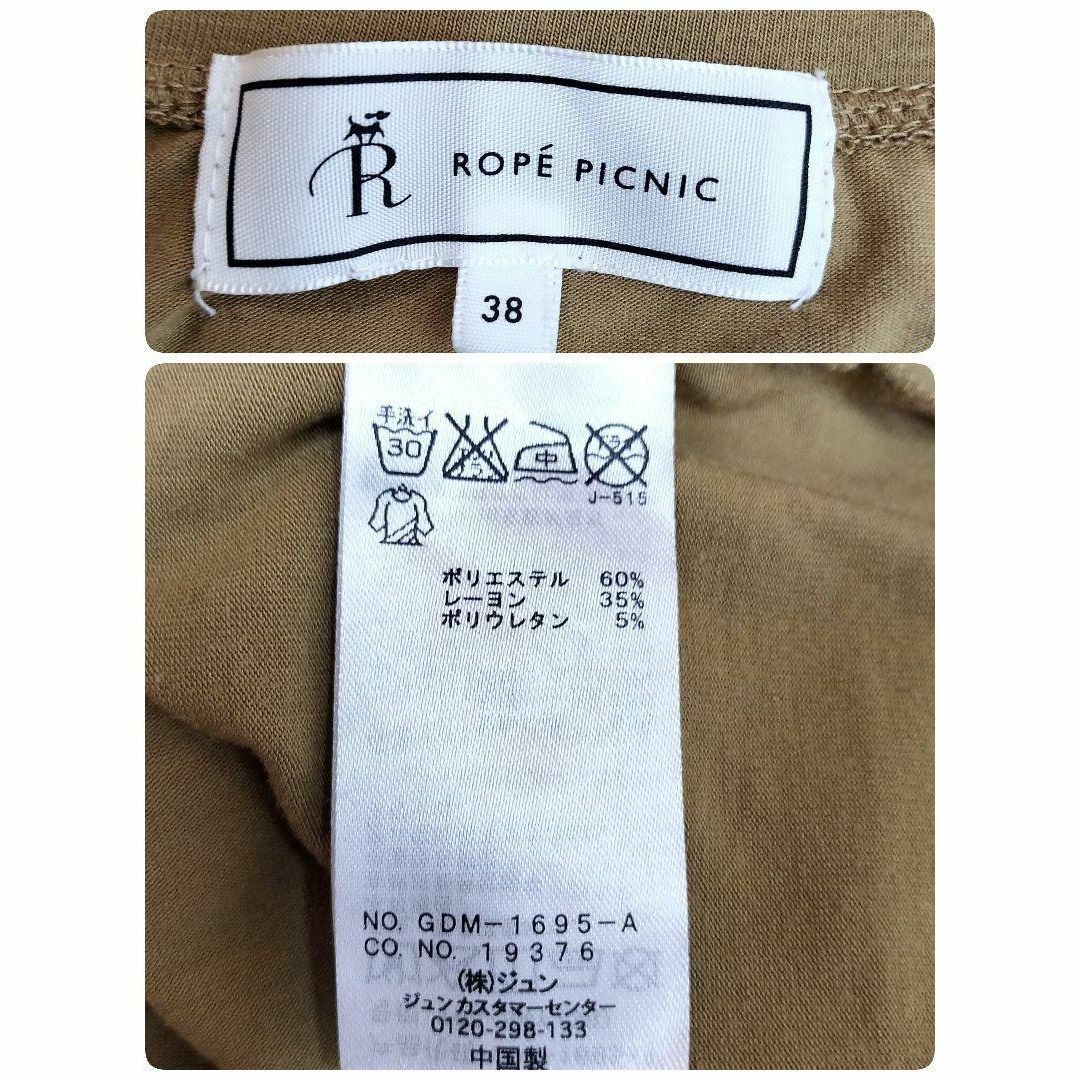 R ROPÉ PICNIC
38
手洗イ
30
中
J-515
ポリエステル 60%
レーヨン 35%
ポリウレタン 5%
NO. GDM-1695-A
CO. NO. 19376
(株)ジュン
ジュンカスタマーセンター
0120-298-133
中国製